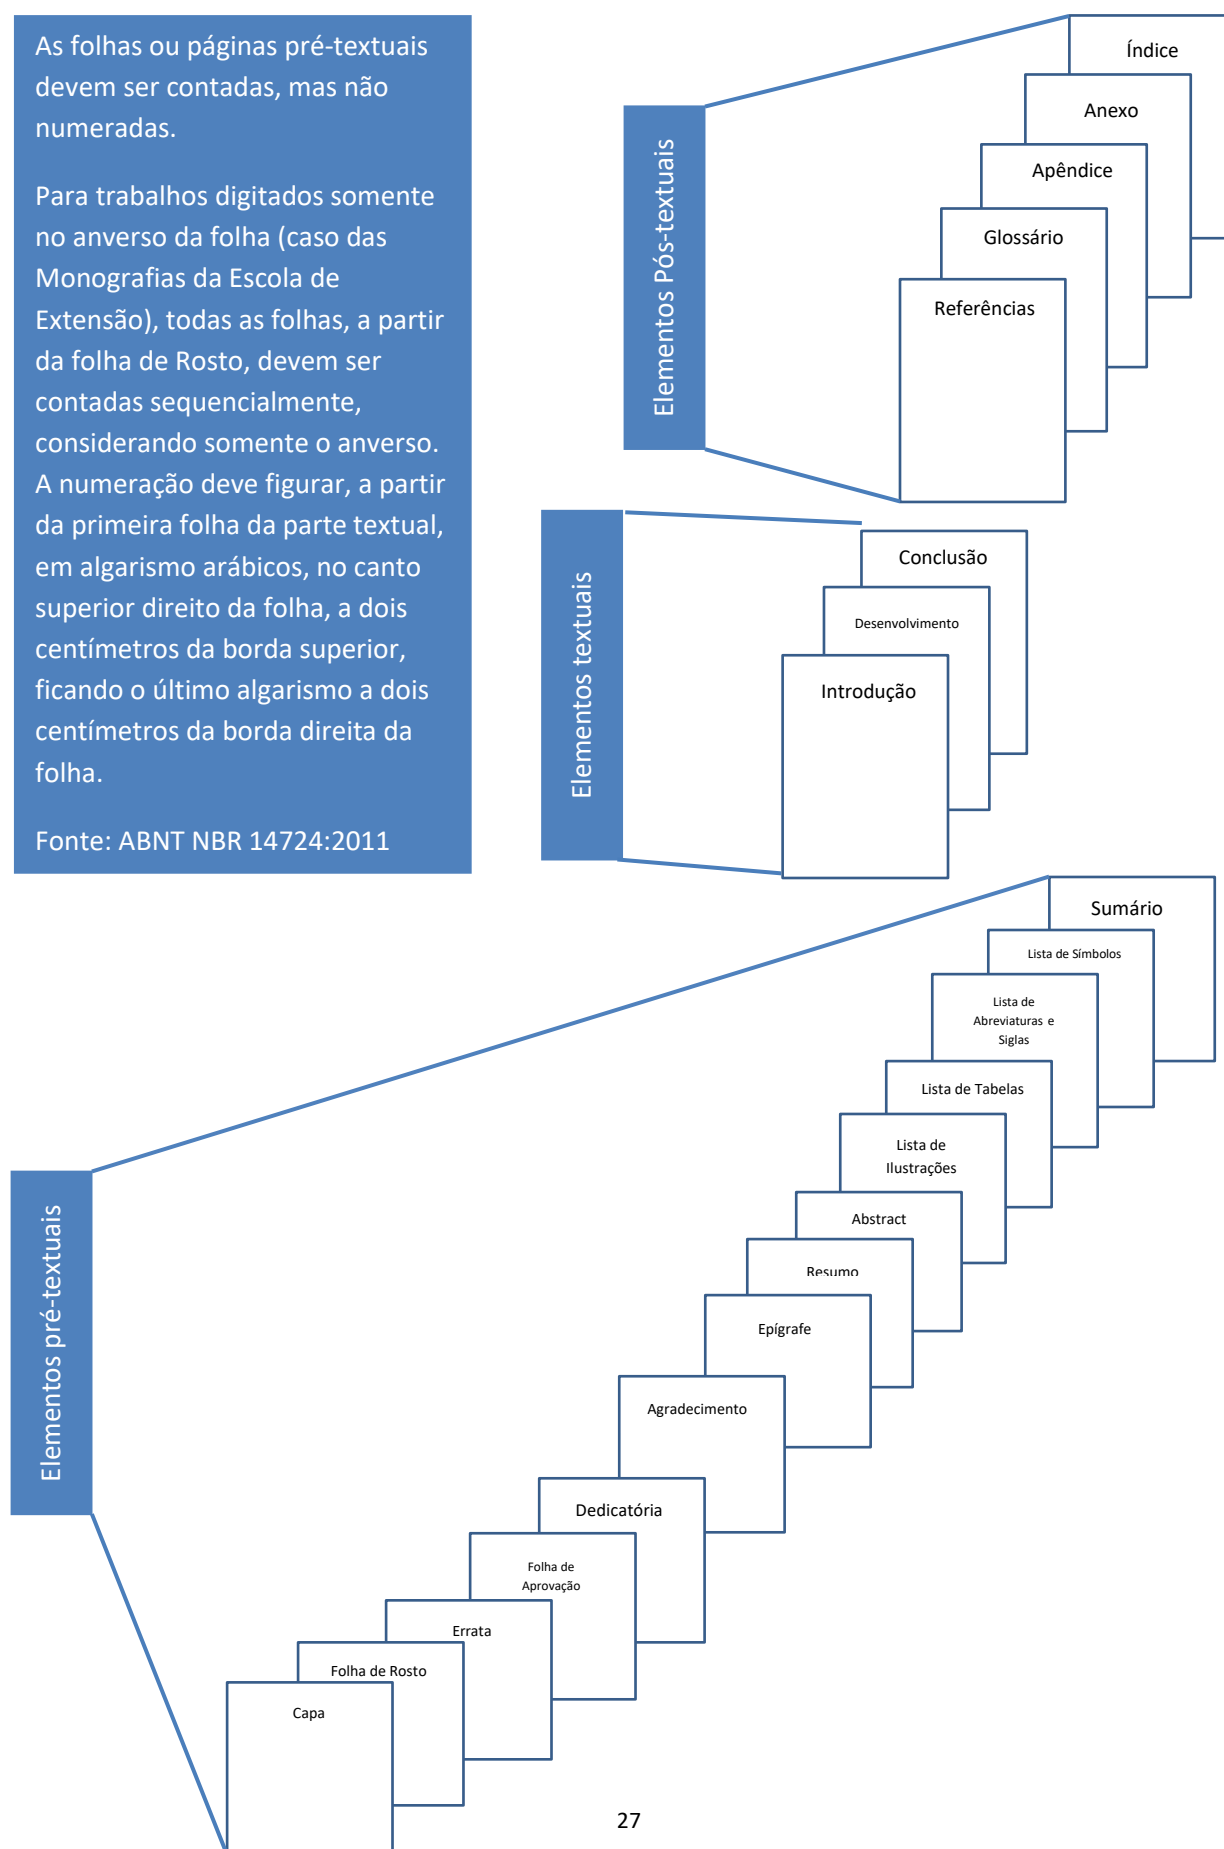 As folhas ou páginas pré-textuais
devem ser contadas, mas não
numeradas.
Para trabalhos digitados somente
no anverso da folha (caso das
Monografias da Escola de
Extensão), todas as folhas, a partir
da folha de Rosto, devem ser
contadas sequencialmente,
considerando somente o anverso.
A numeração deve figurar, a partir
da primeira folha da parte textual,
em algarismo arábicos, no canto
superior direito da folha, a dois
centímetros da borda superior,
ficando o último algarismo a dois
centímetros da borda direita da
folha.
Fonte: ABNT NBR 14724:2011
Elementos Pós-textuais
Índice
Anexo
Apêndice
Glossário
Referências
Elementos textuais
Conclusão
Desenvolvimento
Introdução
Elementos pré-textuais
Sumário
Lista de Símbolos
Lista de
Abreviaturas e
Siglas
Lista de Tabelas
Lista de
Ilustrações
Abstract
Resumo
Epígrafe
Agradecimento
Dedicatória
Folha de
Aprovação
Errata
Folha de Rosto
Capa
27